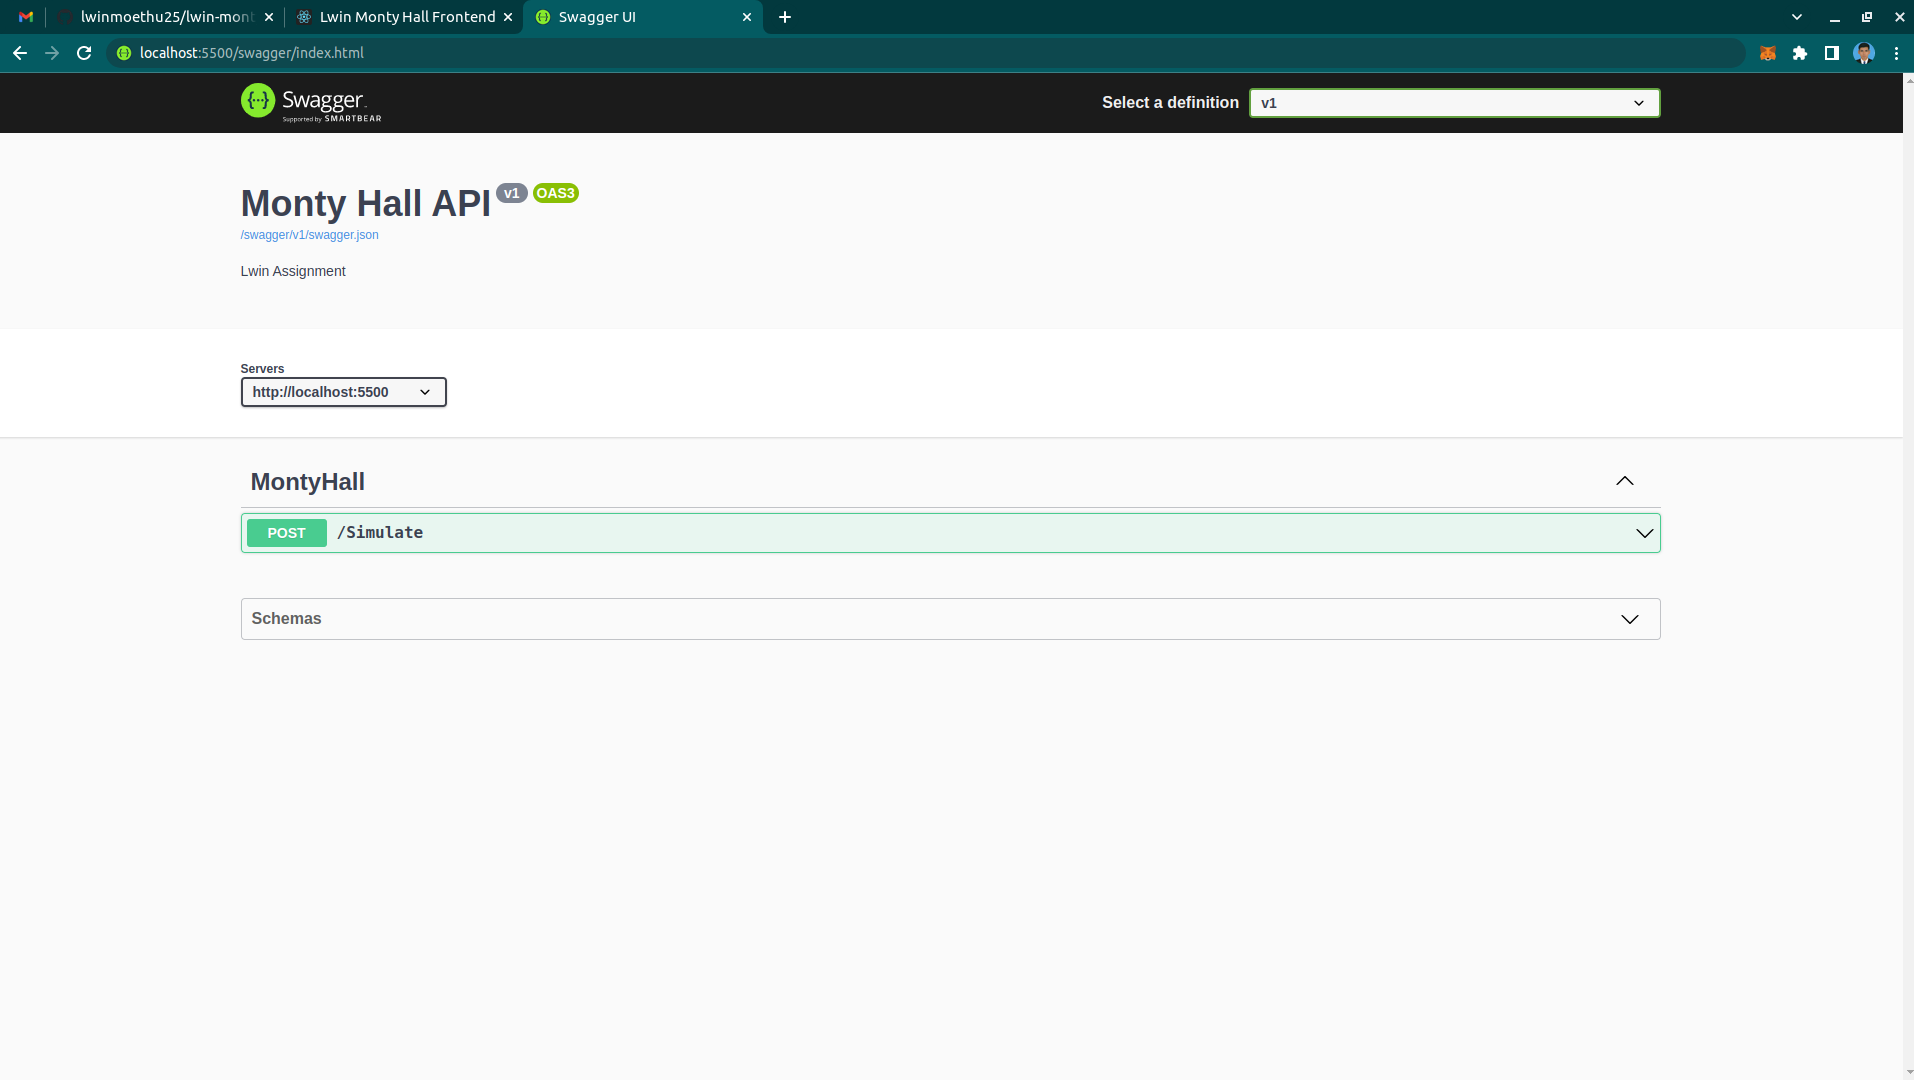 lwinmoethu25/lwin-mont
Lwin Monty Hall Frontend
Swagger UI
localhost:5500/swagger/index.html
Swagger
Supported by SMARTBEAR
Select a definition
v1
Monty Hall API v1 OAS3
/swagger/v1/swagger.json
Lwin Assignment
Servers
http://localhost:5500
MontyHall
POST /Simulate
Schemas